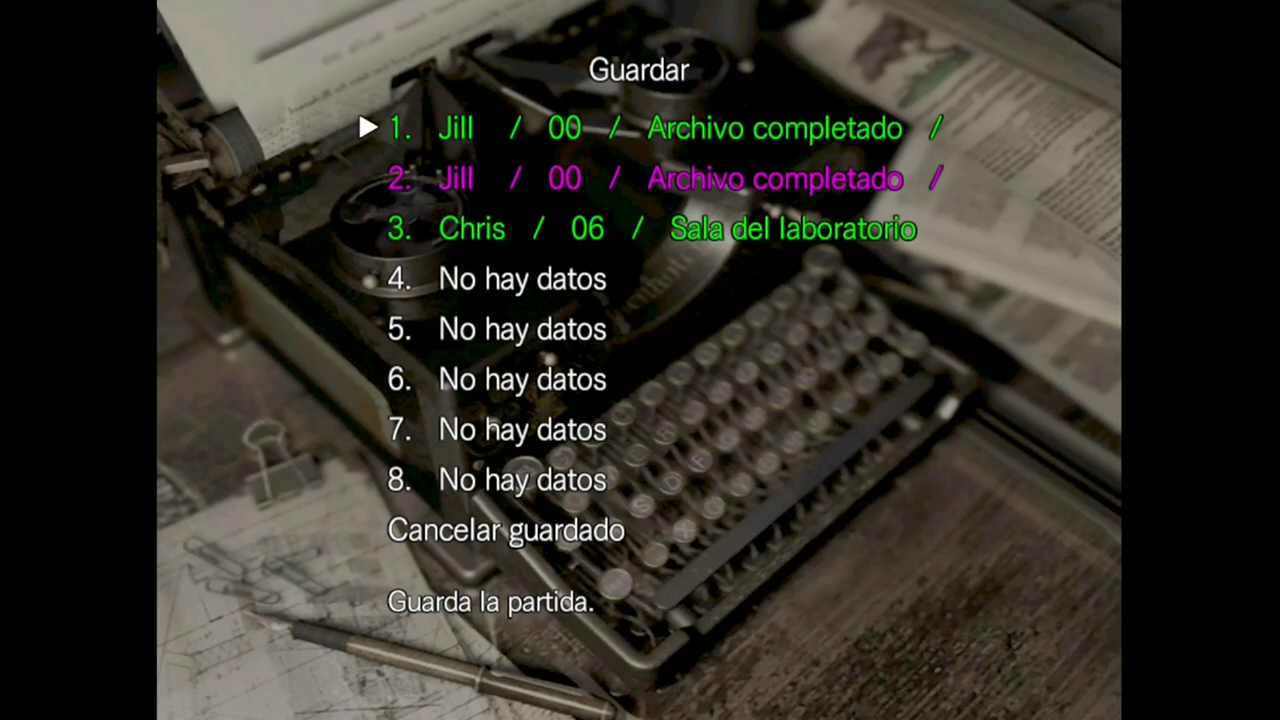 Guardar
1. Jill / 00 / Archivo completado /
2. Jill / 00 / Archivo completado /
3. Chris / 06 / Sala del laboratorio
4. No hay datos
5. No hay datos
6. No hay datos
7. No hay datos
8. No hay datos
Cancelar guardado
Guarda la partida.